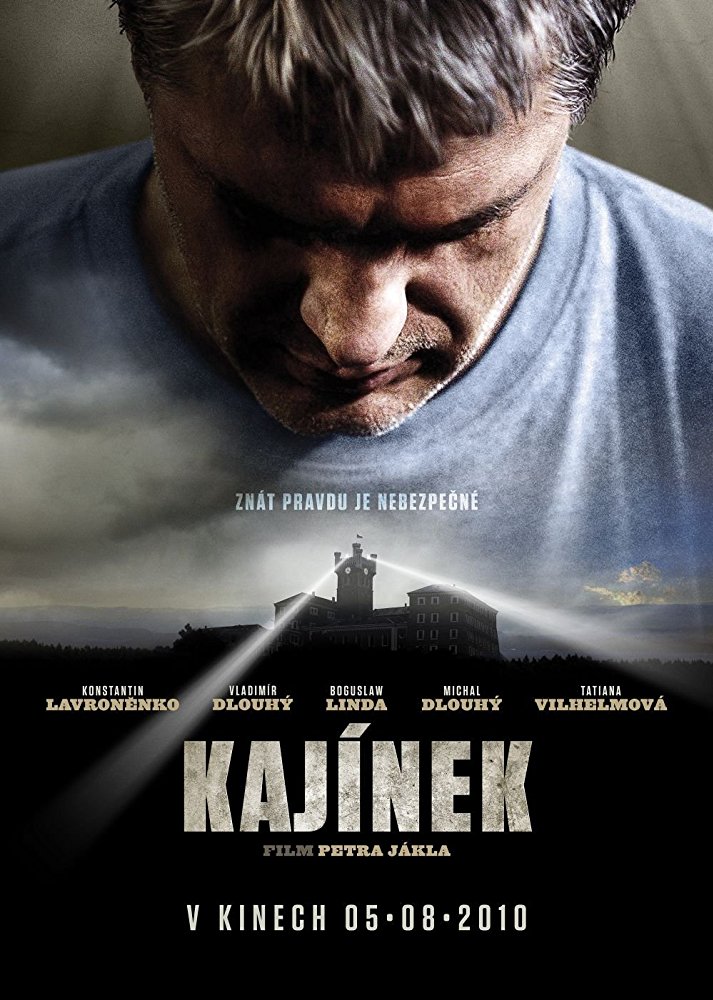 ZNÁT PRAVDU JE NEBEZPEČNÉ
KONSTANTIN LAVRONĚNKO
VLADIMÍR DLOUHÝ
BOGUSLAW LINDA
MICHAL DLOUHÝ
TATIANA VILHELMOVÁ
KAJÍNEK
FILM PETRA JÁKLA
V KINECH 05•08•2010